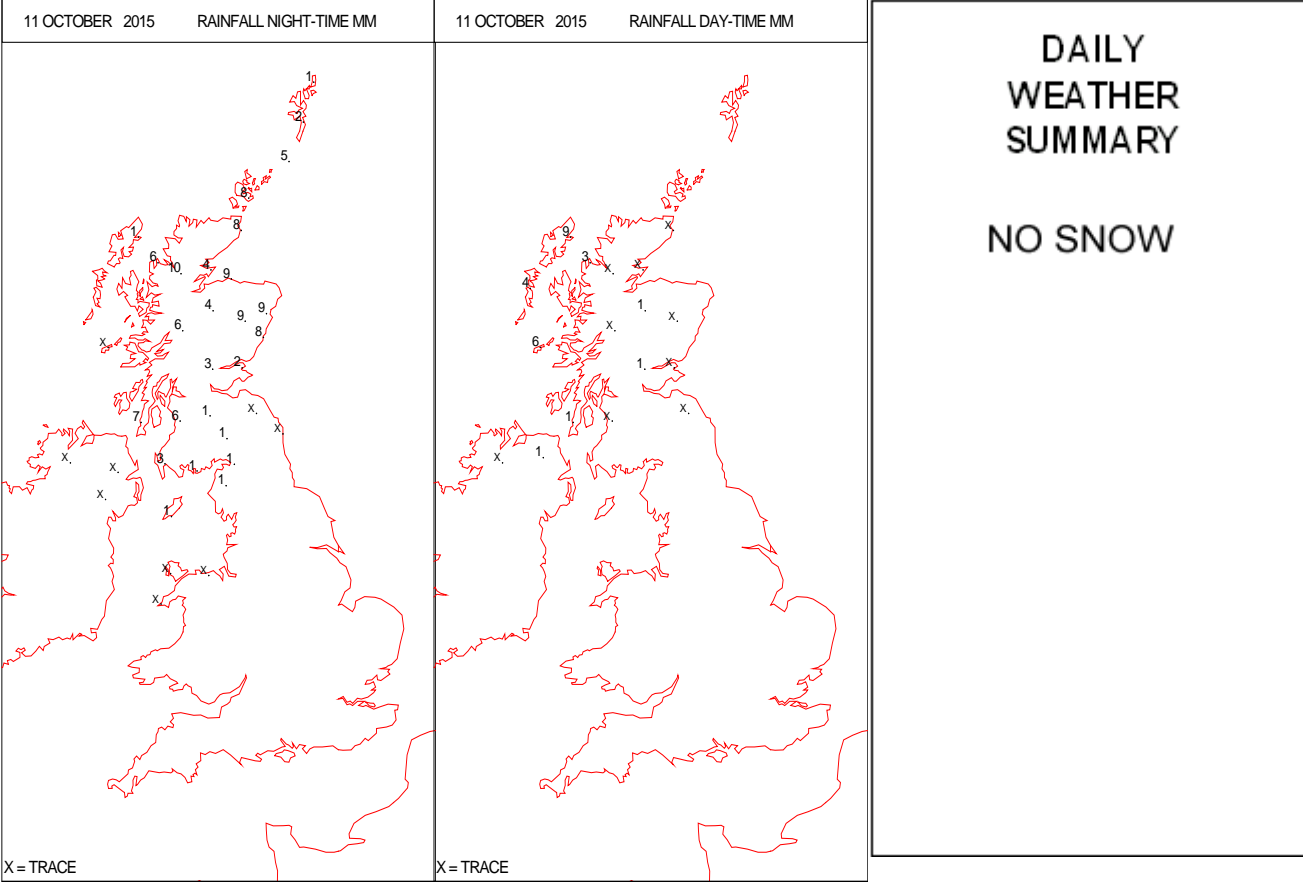 11 OCTOBER 2015 RAINFALL NIGHT-TIME MM
1
2
5
8
8
1
6
10
4
9
4
9
9
6
8
X
3
2
7
6
1
X
X
1
X
3
1
1
X
1
X
1
X
X
X
X = TRACE
11 OCTOBER 2015 RAINFALL DAY-TIME MM
9
X
3
X
X
4
1
X
X
6
1
X
1
X
X
X
1
X = TRACE
DAILY
WEATHER
SUMMARY
NO SNOW